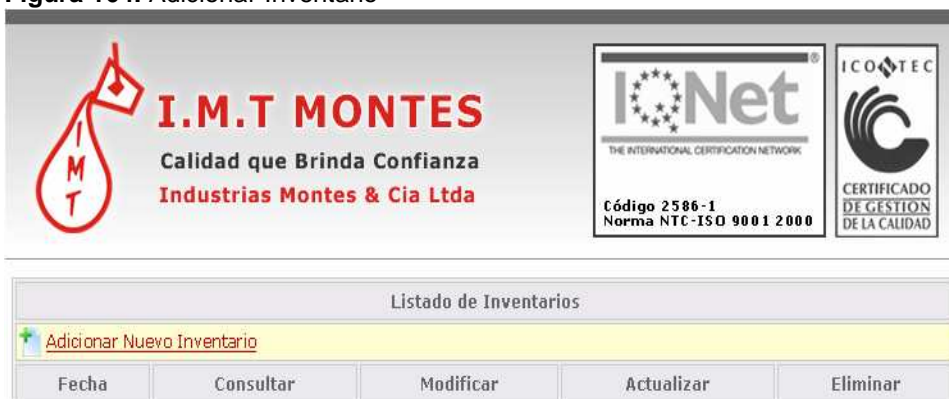 Figura 164. Adicionar Inventario
I
M
T
I.M.T MONTES
Calidad que Brinda Confianza
Industrias Montes & Cia Ltda
IQNet
®
THE INTERNATIONAL CERTIFICATION NETWORK
Código 2586-1
Norma NTC-ISO 9001 2000
ICONTEC
CERTIFICADO
DE GESTION
DE LA CALIDAD
Listado de Inventarios
Adicionar Nuevo Inventario
Fecha Consultar Modificar Actualizar Eliminar